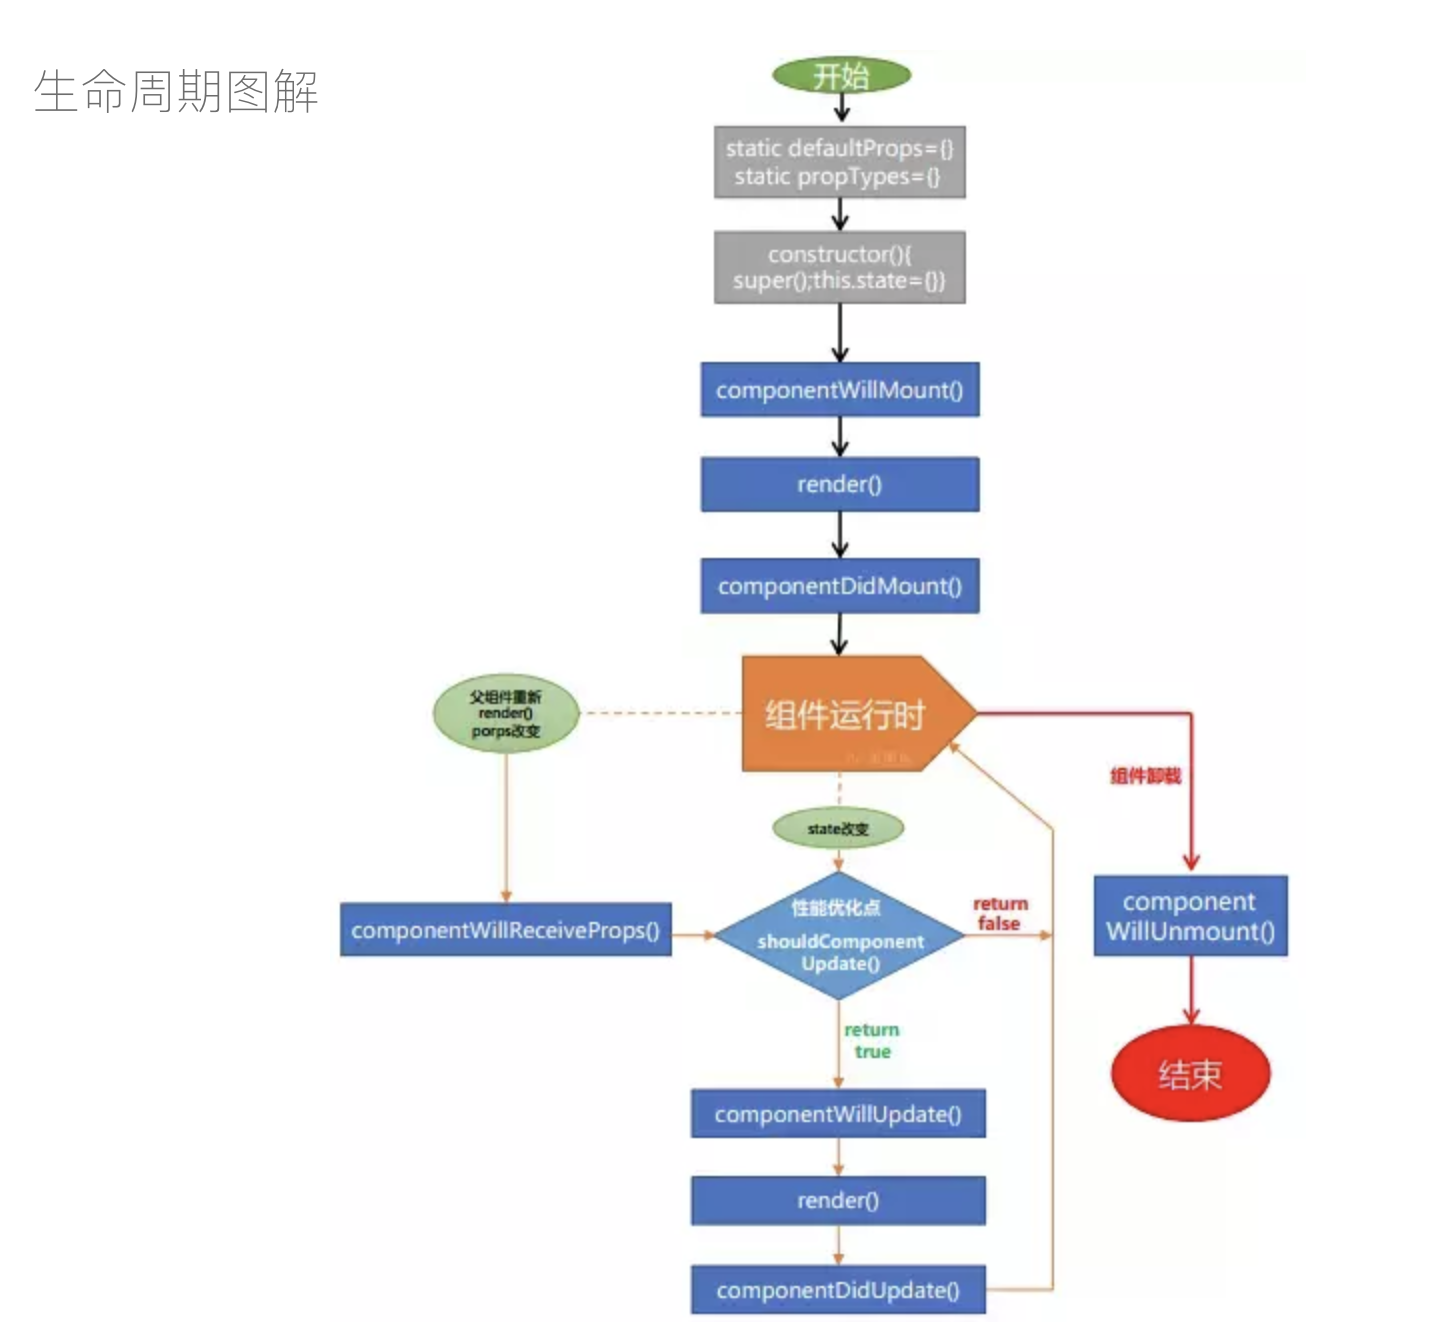 生命周期图解
开始
static defaultProps={}
static propTypes={}
constructor(){
super();this.state={}}
componentWillMount()
render()
componentDidMount()
父组件重新
render()
porps改变
组件运行时
组件卸载
state改变
componentWillReceiveProps()
性能优化点
shouldComponent
Update()
return
false
component
WillUnmount()
return
true
结束
componentWillUpdate()
render()
componentDidUpdate()